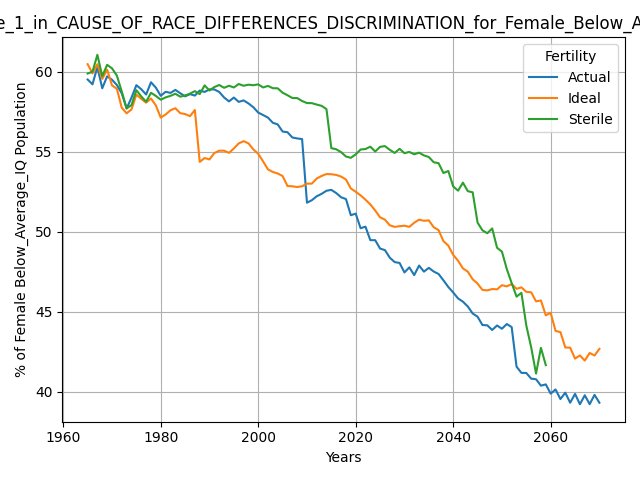 e_1_in_CAUSE_OF_RACE_DIFFERENCES_DISCRIMINATION_for_Female_Below_A
Fertility
Actual
Ideal
Sterile
% of Female Below_Average_IQ Population
60
55
50
45
40
1960 1980 2000 2020 2040 2060
Years